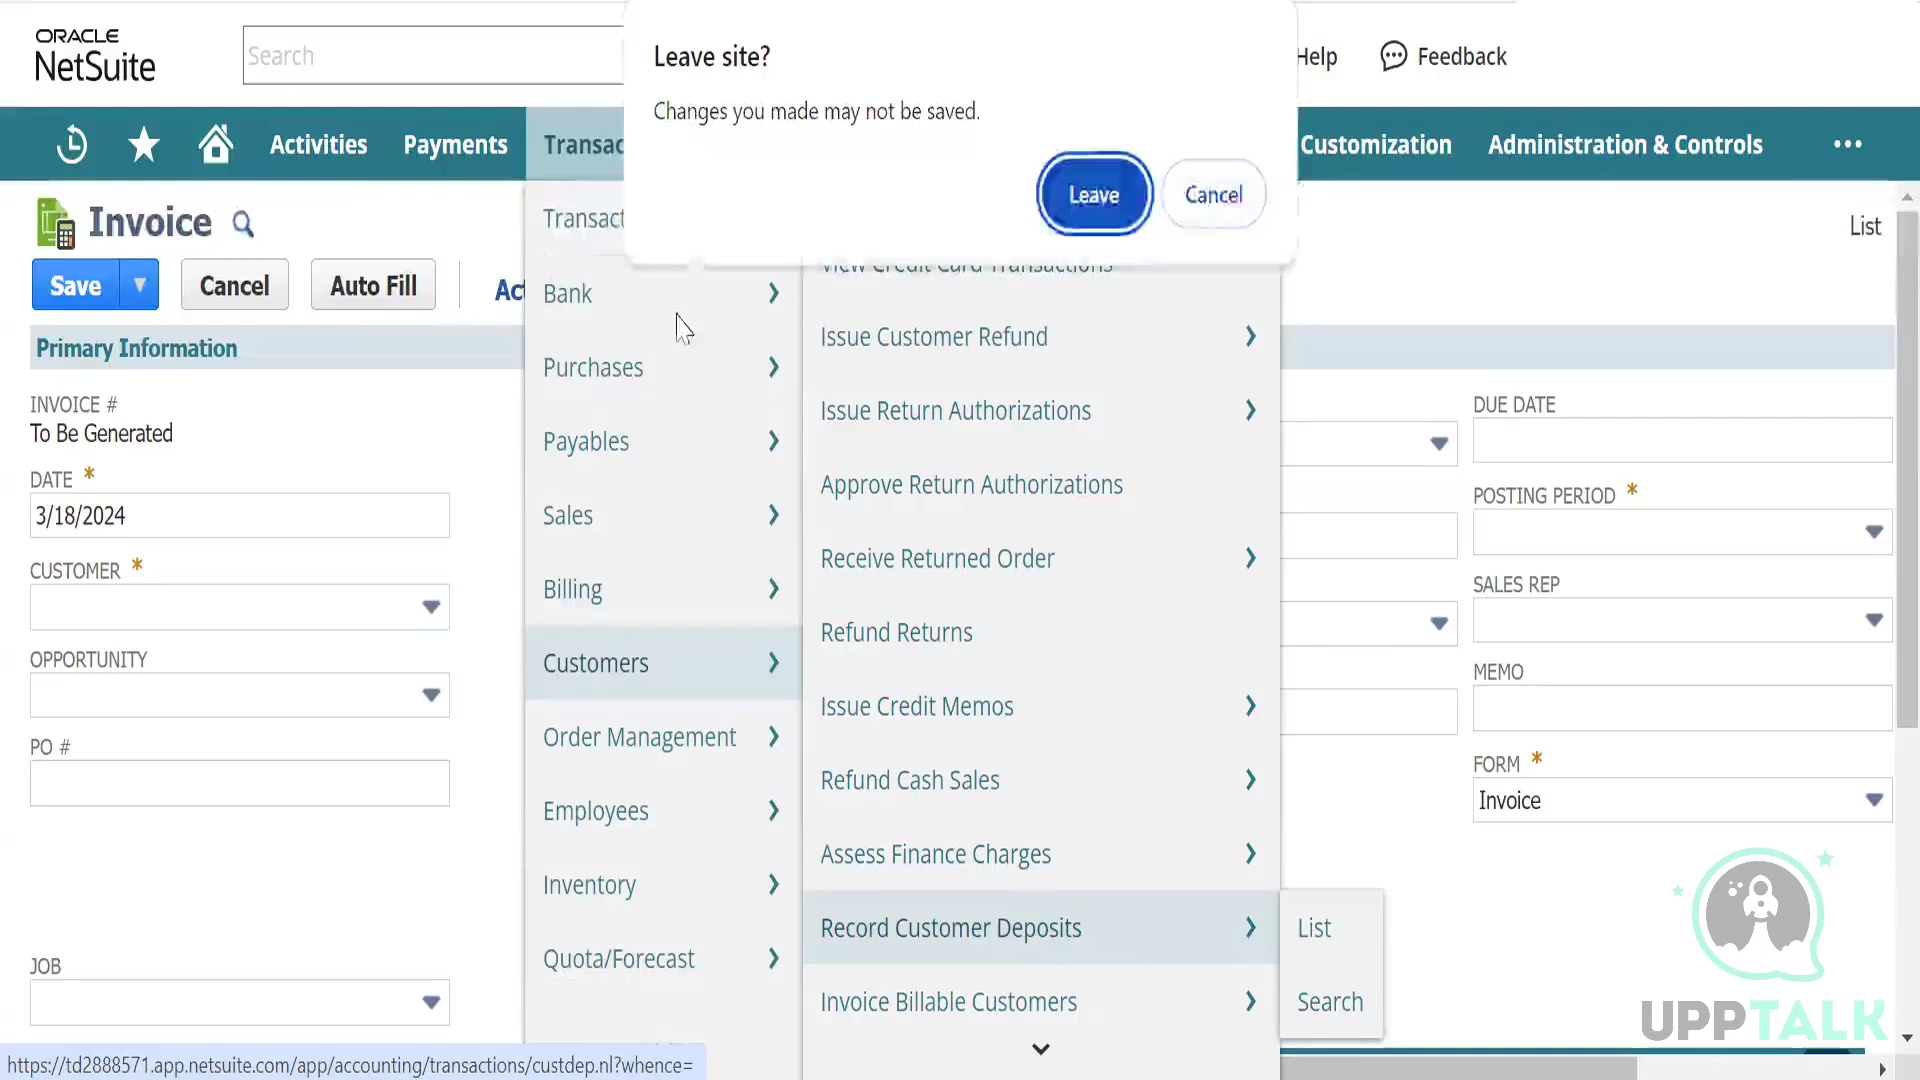 ORACLE
NetSuite
Search
Help
Feedback
Leave site?
Changes you made may not be saved.
Leave
Cancel
Activities
Payments
Transac
Customization
Administration & Controls
Invoice
List
Save
Cancel
Auto Fill
Act
Primary Information
INVOICE #
To Be Generated
DATE *
3/18/2024
CUSTOMER *
OPPORTUNITY
PO #
JOB
Transact
Bank
Purchases
Payables
Sales
Billing
Customers
Order Management
Employees
Inventory
Quota/Forecast
View Credit Card Transactions
Issue Customer Refund
Issue Return Authorizations
Approve Return Authorizations
Receive Returned Order
Refund Returns
Issue Credit Memos
Refund Cash Sales
Assess Finance Charges
Record Customer Deposits
Invoice Billable Customers
List
Search
DUE DATE
POSTING PERIOD *
SALES REP
MEMO
FORM *
Invoice
UPPTALK
https://td2888571.app.netsuite.com/app/accounting/transactions/custdep.nl?whence=